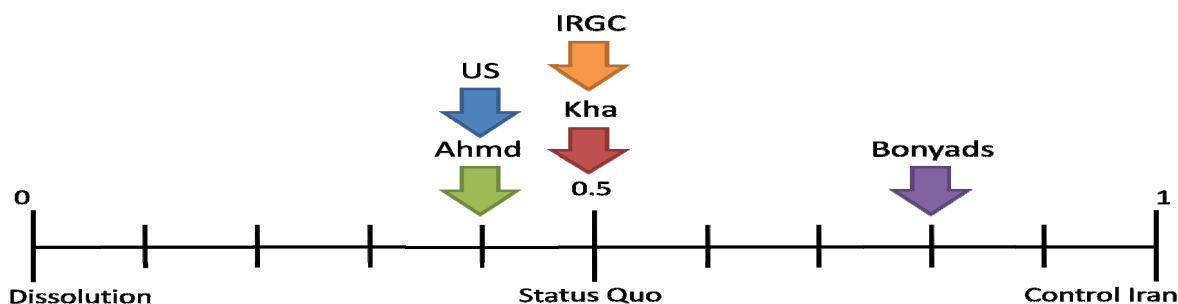 IRGC
US
Kha
Ahmd
Bonyads
0
0.5
1
Dissolution
Status Quo
Control Iran